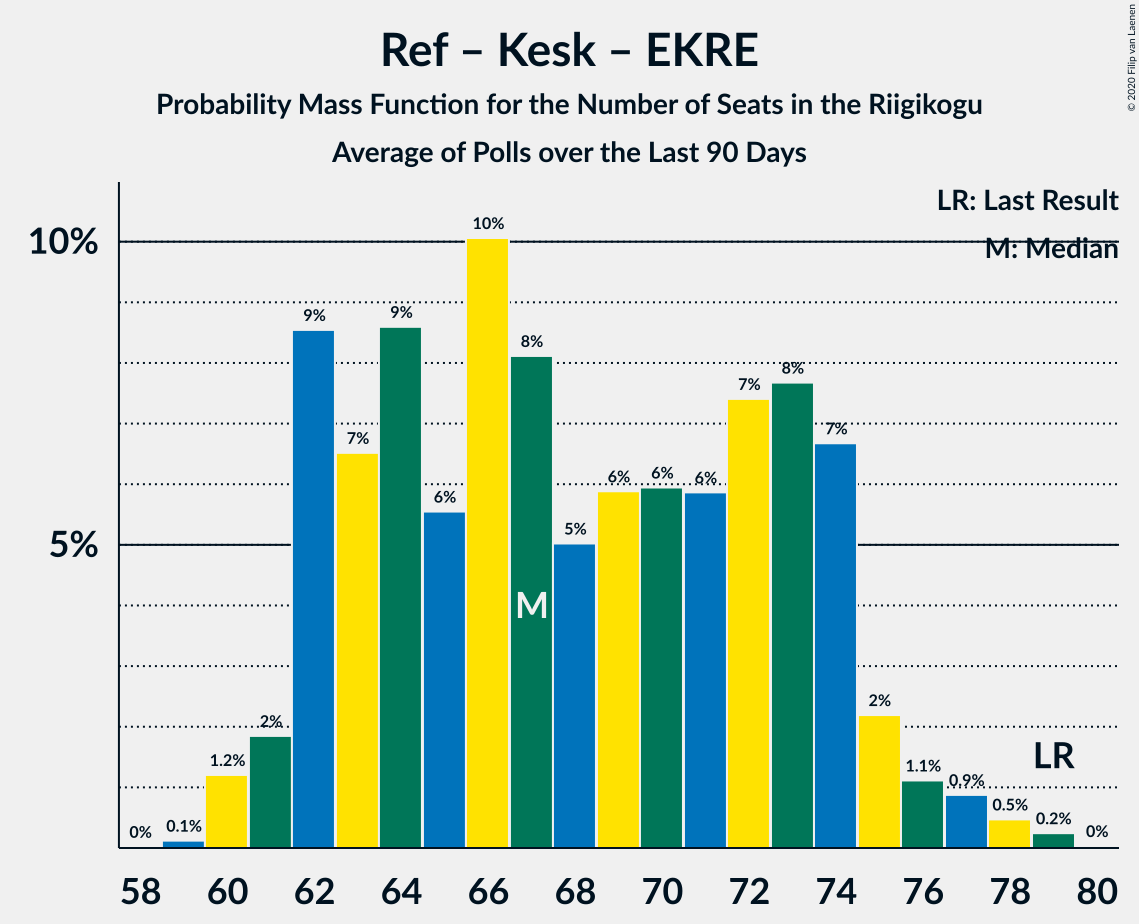 Ref – Kesk – EKRE
Probability Mass Function for the Number of Seats in the Riigikogu
Average of Polls over the Last 90 Days
© 2020 Filip van Laenen
LR: Last Result
M: Median
10%
5%
0%
0.1%
1.2%
2%
9%
7%
9%
6%
10%
8%
5%
6%
6%
6%
7%
8%
7%
2%
1.1%
0.9%
0.5%
0.2%
0%
M
LR
58 60 62 64 66 68 70 72 74 76 78 80